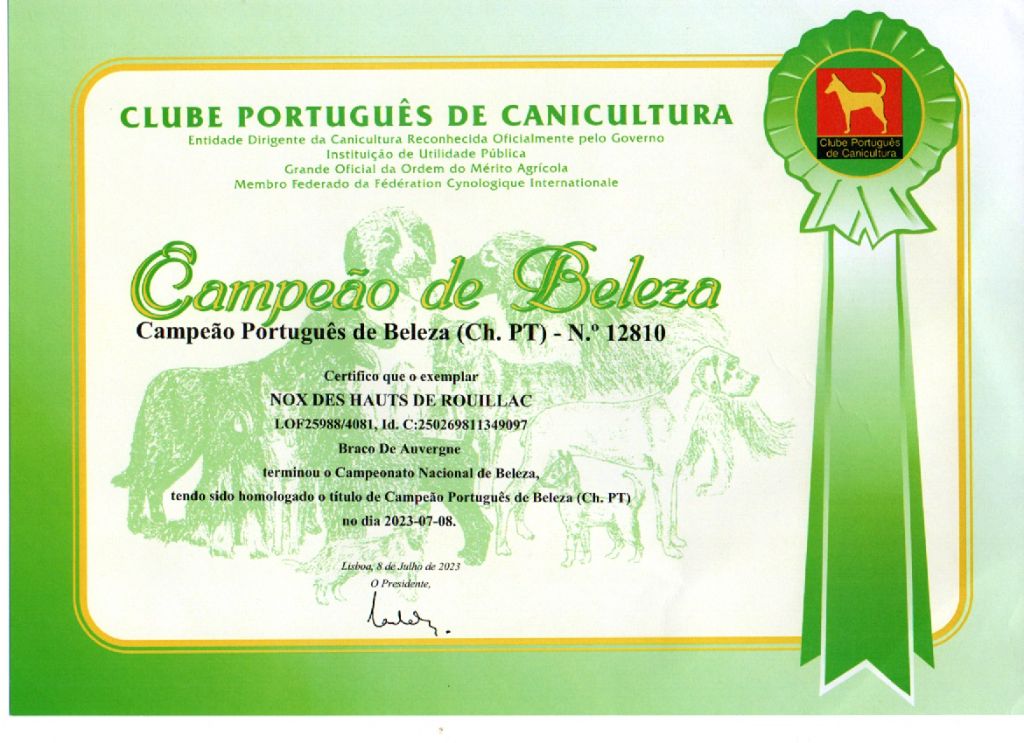 CLUBE PORTUGUÊS DE CANICULTURA
Entidade Dirigente da Canicultura Reconhecida Oficialmente pelo Governo
Instituição de Utilidade Pública
Grande Oficial da Ordem do Mérito Agrícola
Membro Federado da Fédération Cynologique Internationale
Clube Português
de Canicultura
Campeão de Beleza
Campeão Português de Beleza (Ch. PT) - N.º 12810
Certifico que o exemplar
NOX DES HAUTS DE ROUILLAC
LOF25988/4081, Id. C:250269811349097
Braco De Auvergne
terminou o Campeonato Nacional de Beleza,
tendo sido homologado o título de Campeão Português de Beleza (Ch. PT)
no dia 2023-07-08.
Lisboa, 8 de Julho de 2023
O Presidente,